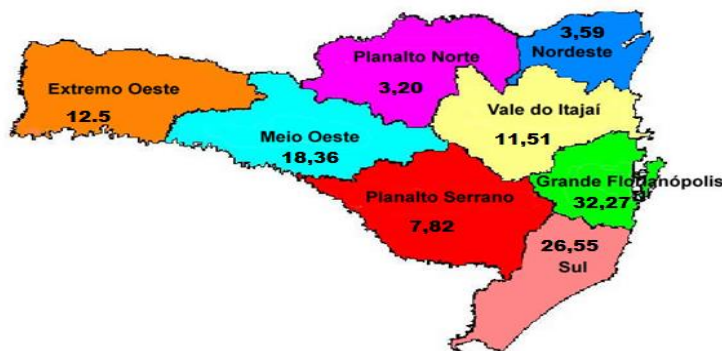 3,59
Nordeste
Planalto Norte
3,20
Extremo Oeste
12.5
Vale do Itajaí
11,51
Meio Oeste
18,36
Grande Florianópolis
32,27
Planalto Serrano
7,82
26,55
Sul